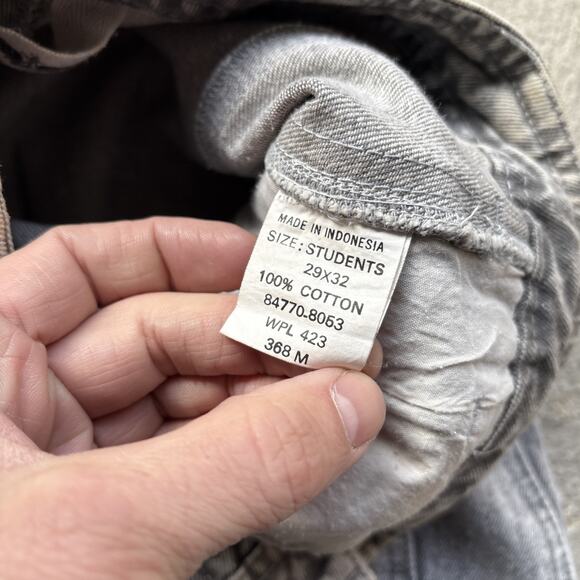 MADE IN INDONESIA
SIZE: STUDENTS
29X32
100% COTTON
84770-8053
WPL 423
368 M